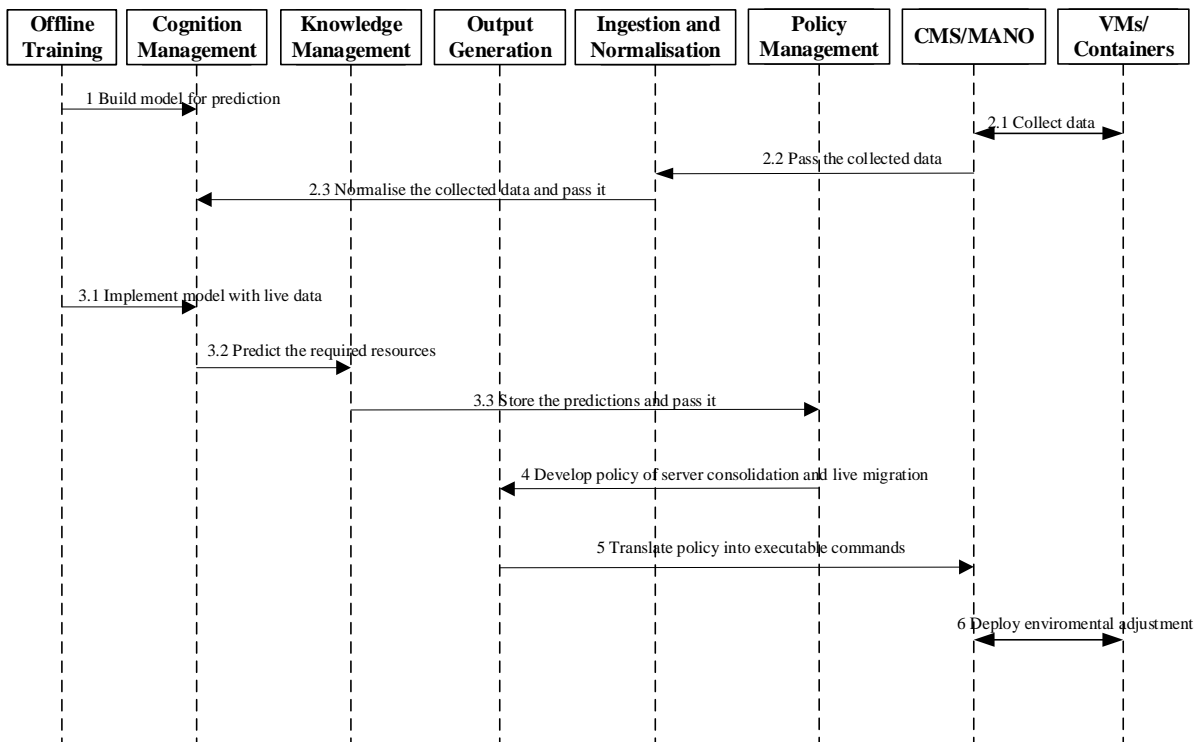 Offline
Training
Cognition
Management
Knowledge
Management
Output
Generation
Ingestion and
Normalisation
Policy
Management
CMS/MANO
VMs/
Containers
1 Build model for prediction
2.1 Collect data
2.2 Pass the collected data
2.3 Normalise the collected data and pass it
3.1 Implement model with live data
3.2 Predict the required resources
3.3 Store the predictions and pass it
4 Develop policy of server consolidation and live migration
5 Translate policy into executable commands
6 Deploy enviromental adjustment